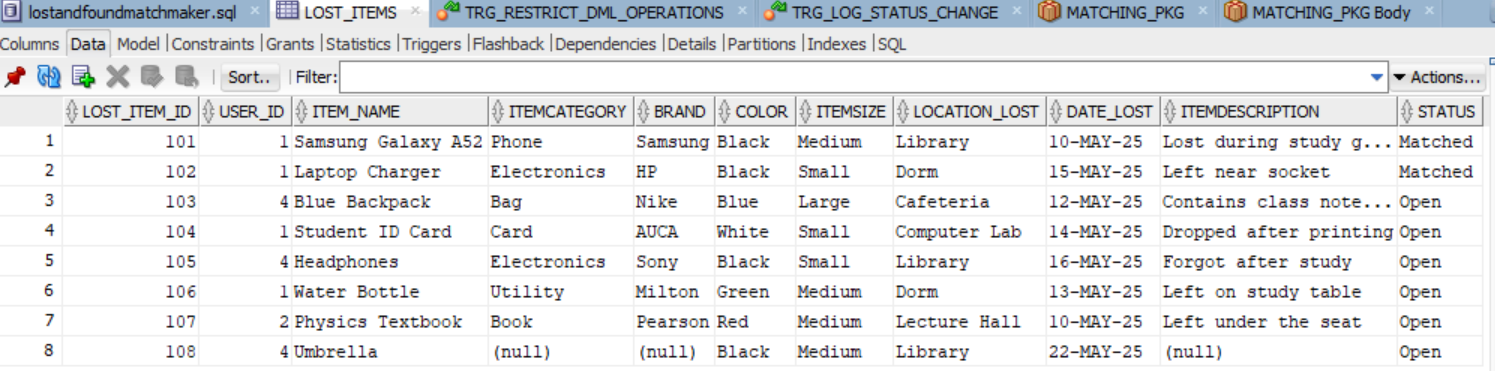 lostandfoundmatchmaker.sql LOST_ITEMS TRG_RESTRICT_DML_OPERATIONS TRG_LOG_STATUS_CHANGE MATCHING_PKG MATCHING_PKG Body
Columns Data Model Constraints Grants Statistics Triggers Flashback Dependencies Details Partitions Indexes SQL
Sort.. Filter: Actions...
LOST_ITEM_ID USER_ID ITEM_NAME ITEMCATEGORY BRAND COLOR ITEMSIZE LOCATION_LOST DATE_LOST ITEMDESCRIPTION STATUS
1 101 1 Samsung Galaxy A52 Phone Samsung Black Medium Library 10-MAY-25 Lost during study g... Matched
2 102 1 Laptop Charger Electronics HP Black Small Dorm 15-MAY-25 Left near socket Matched
3 103 4 Blue Backpack Bag Nike Blue Large Cafeteria 12-MAY-25 Contains class note... Open
4 104 1 Student ID Card Card AUCA White Small Computer Lab 14-MAY-25 Dropped after printing Open
5 105 4 Headphones Electronics Sony Black Small Library 16-MAY-25 Forgot after study Open
6 106 1 Water Bottle Utility Milton Green Medium Dorm 13-MAY-25 Left on study table Open
7 107 2 Physics Textbook Book Pearson Red Medium Lecture Hall 10-MAY-25 Left under the seat Open
8 108 4 Umbrella (null) (null) Black Medium Library 22-MAY-25 (null) Open